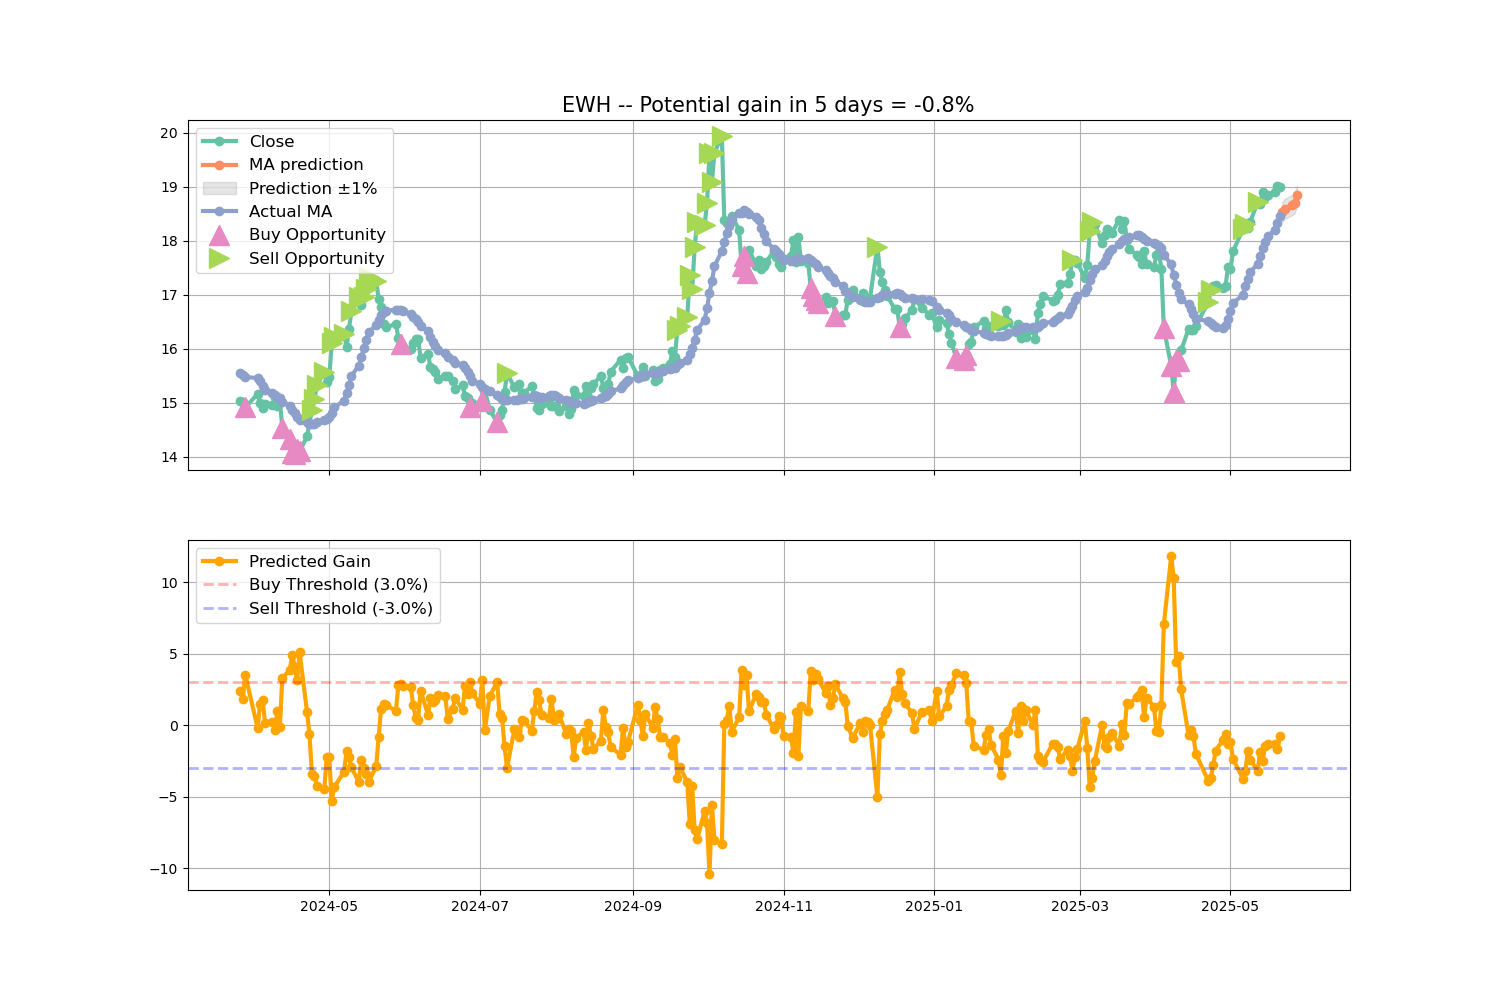 EWH -- Potential gain in 5 days = -0.8%
20
19
18
17
16
15
14
Close
MA prediction
Prediction ±1%
Actual MA
Buy Opportunity
Sell Opportunity
10
5
0
−5
−10
Predicted Gain
Buy Threshold (3.0%)
Sell Threshold (-3.0%)
2024-05
2024-07
2024-09
2024-11
2025-01
2025-03
2025-05